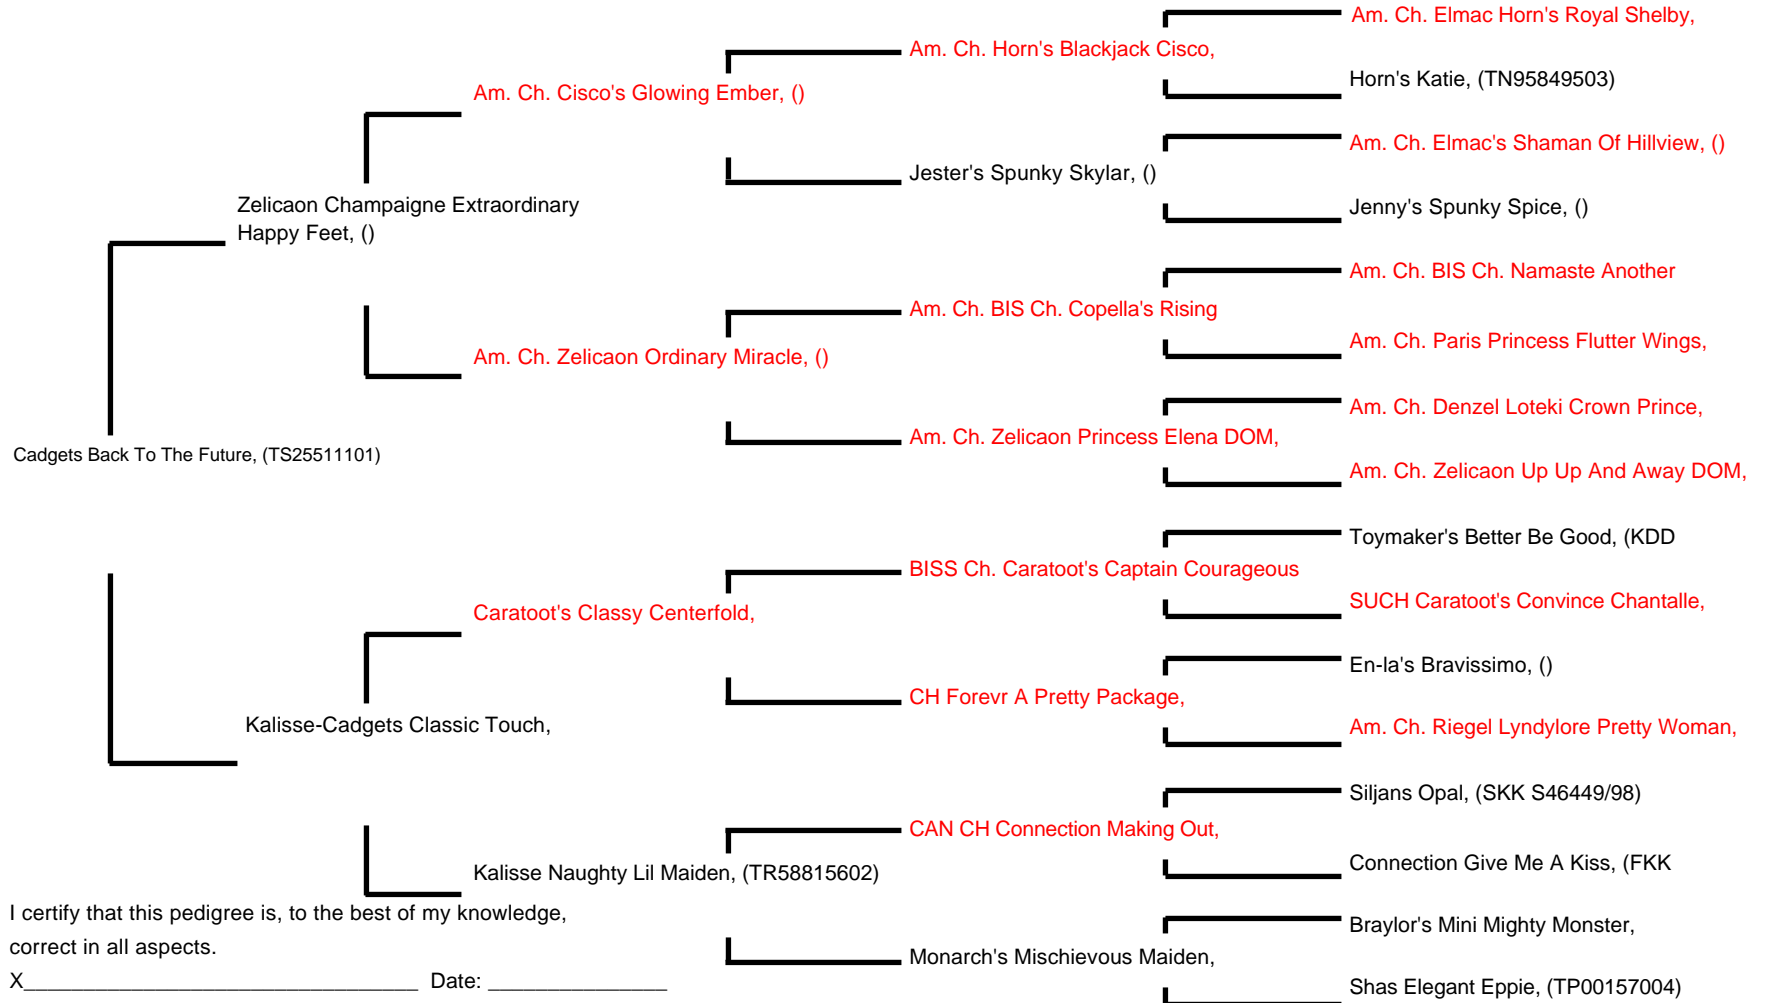 Am. Ch. Elmac Horn's Royal Shelby,
Am. Ch. Horn's Blackjack Cisco,
Horn's Katie, (TN95849503)
Am. Ch. Cisco's Glowing Ember, ()
Am. Ch. Elmac's Shaman Of Hillview, ()
Jester's Spunky Skylar, ()
Jenny's Spunky Spice, ()
Zelicaon Champaigne Extraordinary
Happy Feet, ()
Am. Ch. BIS Ch. Namaste Another
Am. Ch. BIS Ch. Copella's Rising
Am. Ch. Paris Princess Flutter Wings,
Am. Ch. Zelicaon Ordinary Miracle, ()
Am. Ch. Denzel Loteki Crown Prince,
Am. Ch. Zelicaon Princess Elena DOM,
Am. Ch. Zelicaon Up Up And Away DOM,
Cadgets Back To The Future, (TS25511101)
Toymaker's Better Be Good, (KDD
BISS Ch. Caratoot's Captain Courageous
SUCH Caratoot's Convince Chantalle,
Caratoot's Classy Centerfold,
En-Ia's Bravissimo, ()
CH Forevr A Pretty Package,
Am. Ch. Riegel Lyndylore Pretty Woman,
Kalisse-Cadgets Classic Touch,
Siljans Opal, (SKK S46449/98)
CAN CH Connection Making Out,
Connection Give Me A Kiss, (FKK
Kalisse Naughty Lil Maiden, (TR58815602)
Braylor's Mini Mighty Monster,
Monarch's Mischievous Maiden,
Shas Elegant Eppie, (TP00157004)
I certify that this pedigree is, to the best of my knowledge,
correct in all aspects.
X_________________________________ Date: _______________